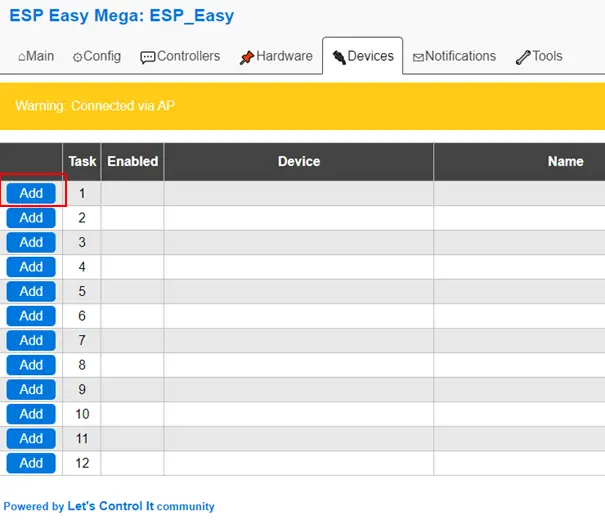 ESP Easy Mega: ESP_Easy
Main Config Controllers Hardware Devices Notifications Tools
Warning: Connected via AP
Task Enabled Device Name
Add 1
Add 2
Add 3
Add 4
Add 5
Add 6
Add 7
Add 8
Add 9
Add 10
Add 11
Add 12
Powered by Let's Control It community